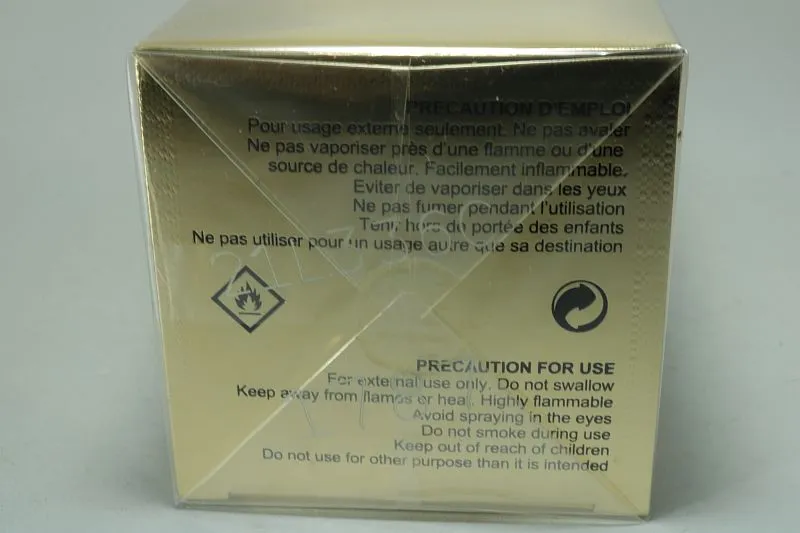 PRECAUTION D'EMPLOI
Pour usage externe seulement. Ne pas avaler
Ne pas vaporiser près d'une flamme ou d'une
source de chaleur. Facilement inflammable.
Eviter de vaporiser dans les yeux
Ne pas fumer pendant l'utilisation
Tenir hors de portée des enfants
Ne pas utiliser pour un usage autre que sa destination
PRECAUTION FOR USE
For external use only. Do not swallow
Keep away from flames or heat. Highly flammable
Avoid spraying in the eyes
Do not smoke during use
Keep out of reach of children
Do not use for other purpose than it is intended